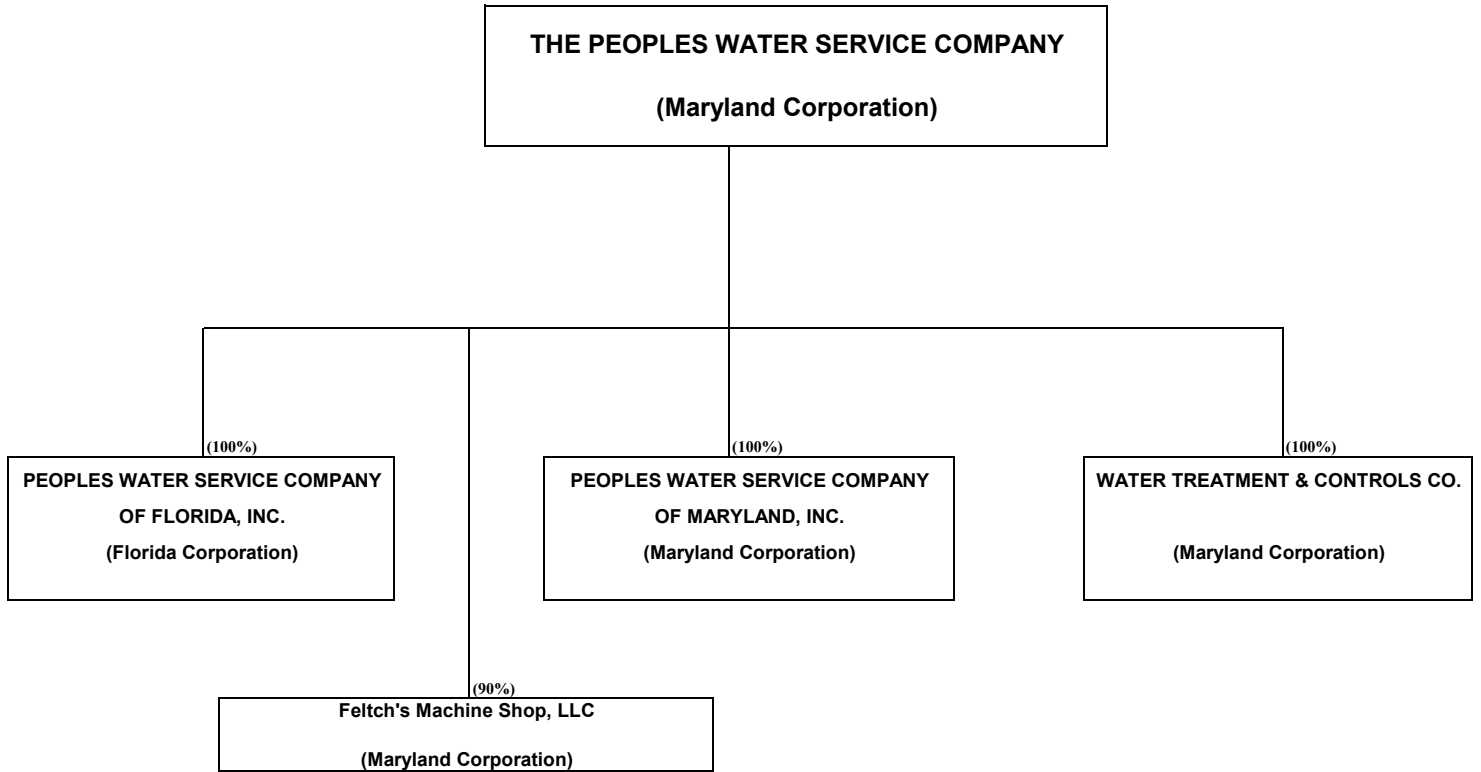 THE PEOPLES WATER SERVICE COMPANY
(Maryland Corporation)
(100%)
PEOPLES WATER SERVICE COMPANY
OF FLORIDA, INC.
(Florida Corporation)
(100%)
PEOPLES WATER SERVICE COMPANY
OF MARYLAND, INC.
(Maryland Corporation)
(100%)
WATER TREATMENT & CONTROLS CO.
(Maryland Corporation)
(90%)
Feltch's Machine Shop, LLC
(Maryland Corporation)